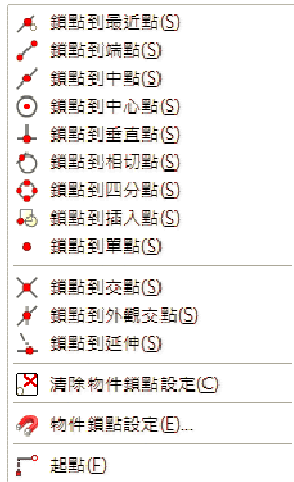 鎖點到最近點(S)
鎖點到端點(S)
鎖點到中點(S)
鎖點到中心點(S)
鎖點到垂直點(S)
鎖點到相切點(S)
鎖點到四分點(S)
鎖點到插入點(S)
鎖點到單點(S)
鎖點到交點(S)
鎖點到外觀交點(S)
鎖點到延伸(S)
清除物件鎖點設定(C)
物件鎖點設定(E)...
起點(F)